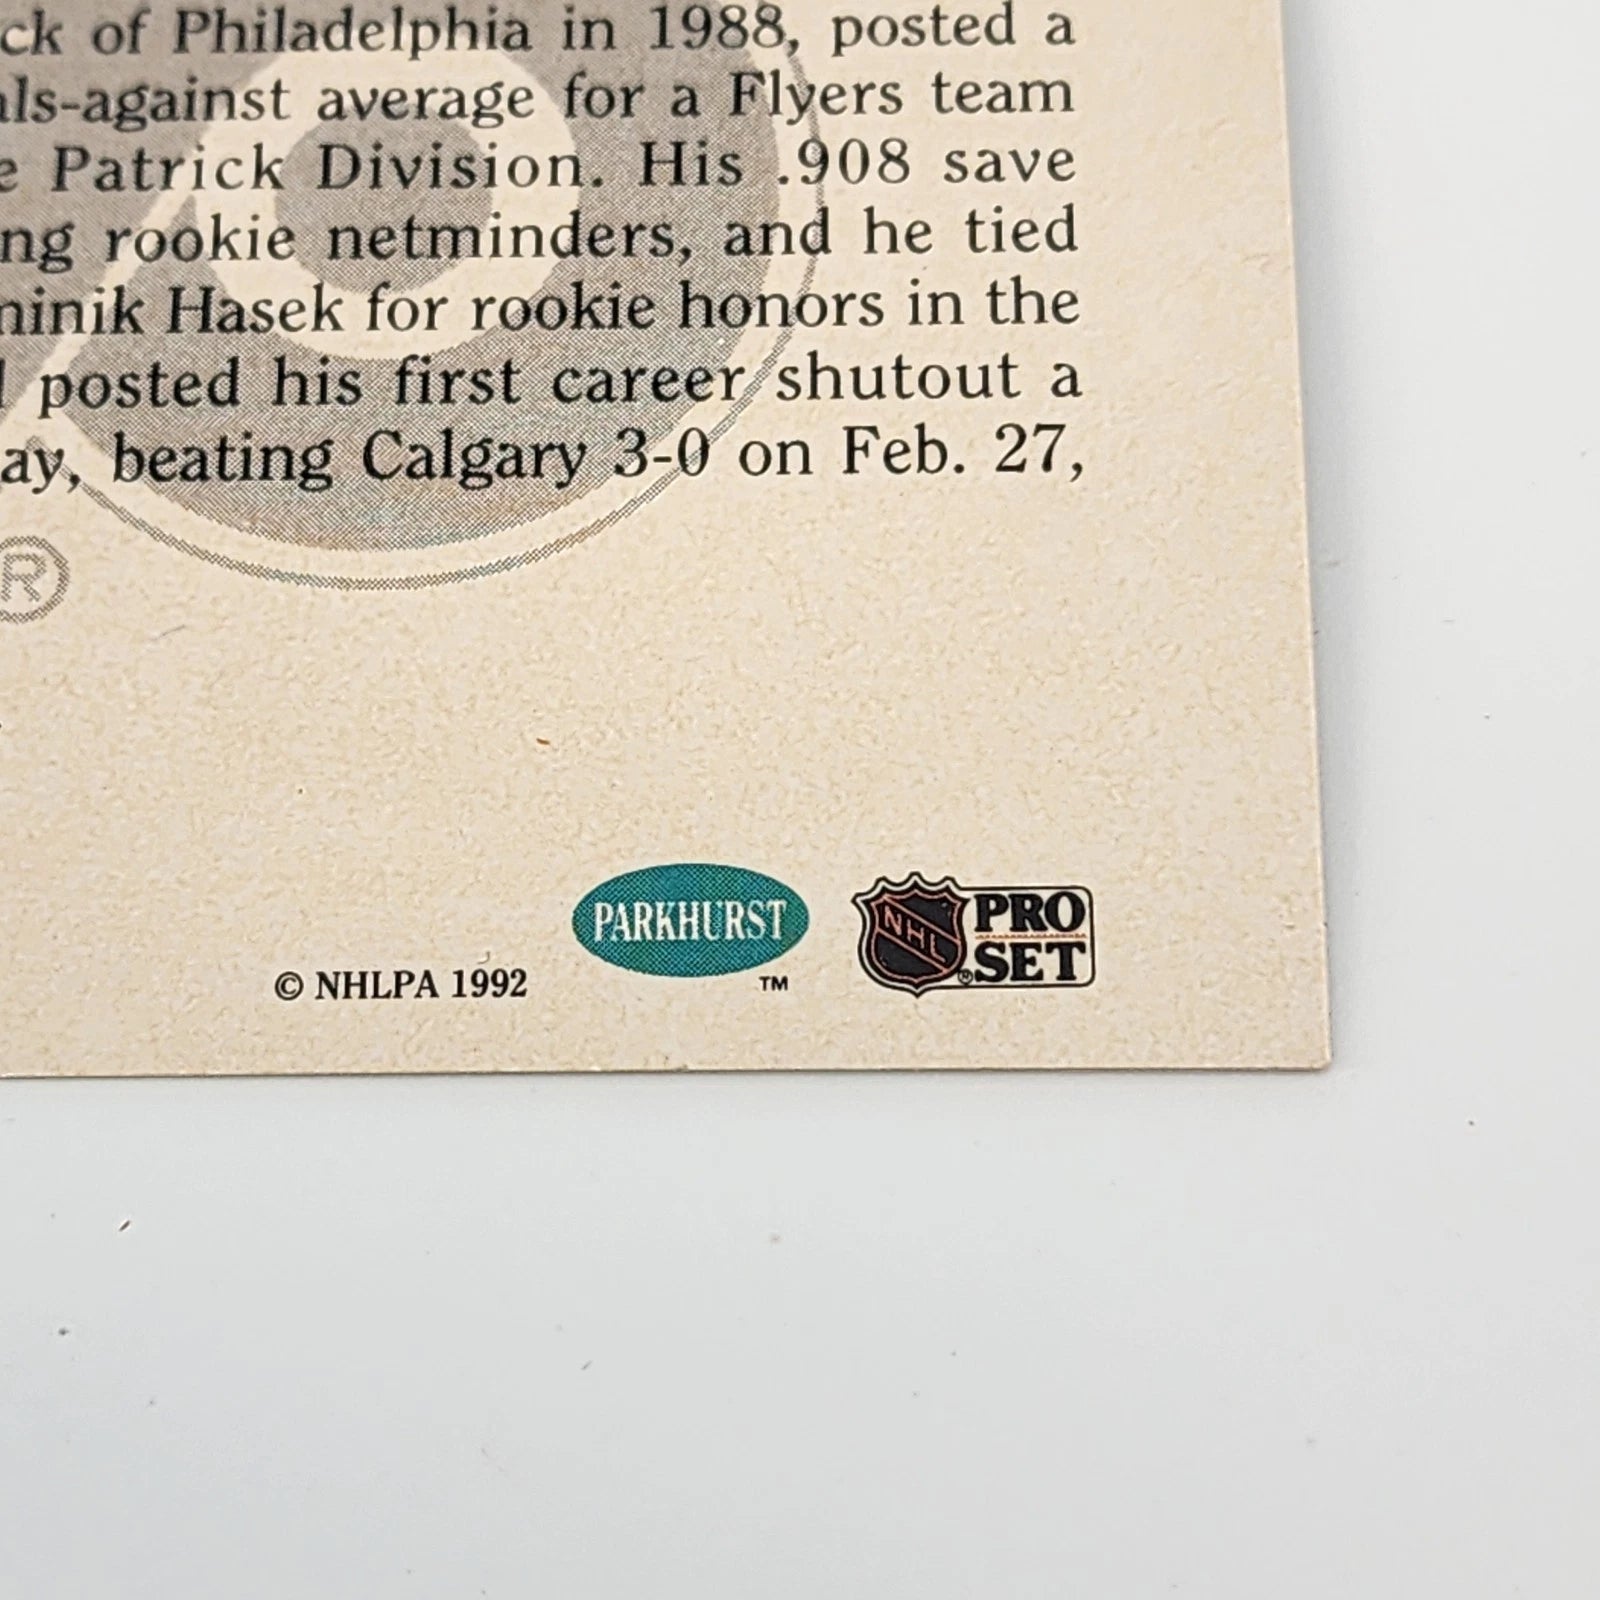 ck of Philadelphia in 1988, posted a
ls-against average for a Flyers team
e Patrick Division. His .908 save
ng rookie netminders, and he tied
minik Hasek for rookie honors in the
posted his first career shutout a
ay, beating Calgary 3-0 on Feb. 27,
®
© NHLPA 1992
PARKHURST
TM
NHL
®
PRO
SET